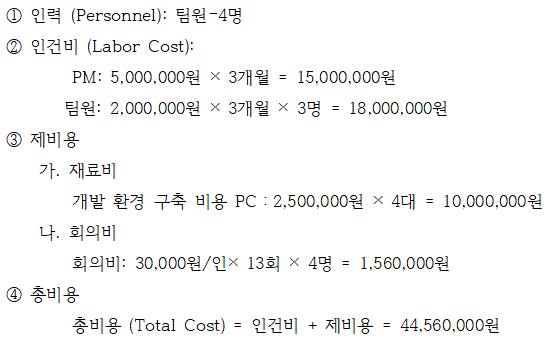 ① 인력 (Personnel): 팀원-4명
② 인건비 (Labor Cost):
PM: 5,000,000원 × 3개월 = 15,000,000원
팀원: 2,000,000원 × 3개월 × 3명 = 18,000,000원
③ 제비용
가. 재료비
개발 환경 구축 비용 PC : 2,500,000원 × 4대 = 10,000,000원
나. 회의비
회의비: 30,000원/인× 13회 × 4명 = 1,560,000원
④ 총비용
총비용 (Total Cost) = 인건비 + 제비용 = 44,560,000원